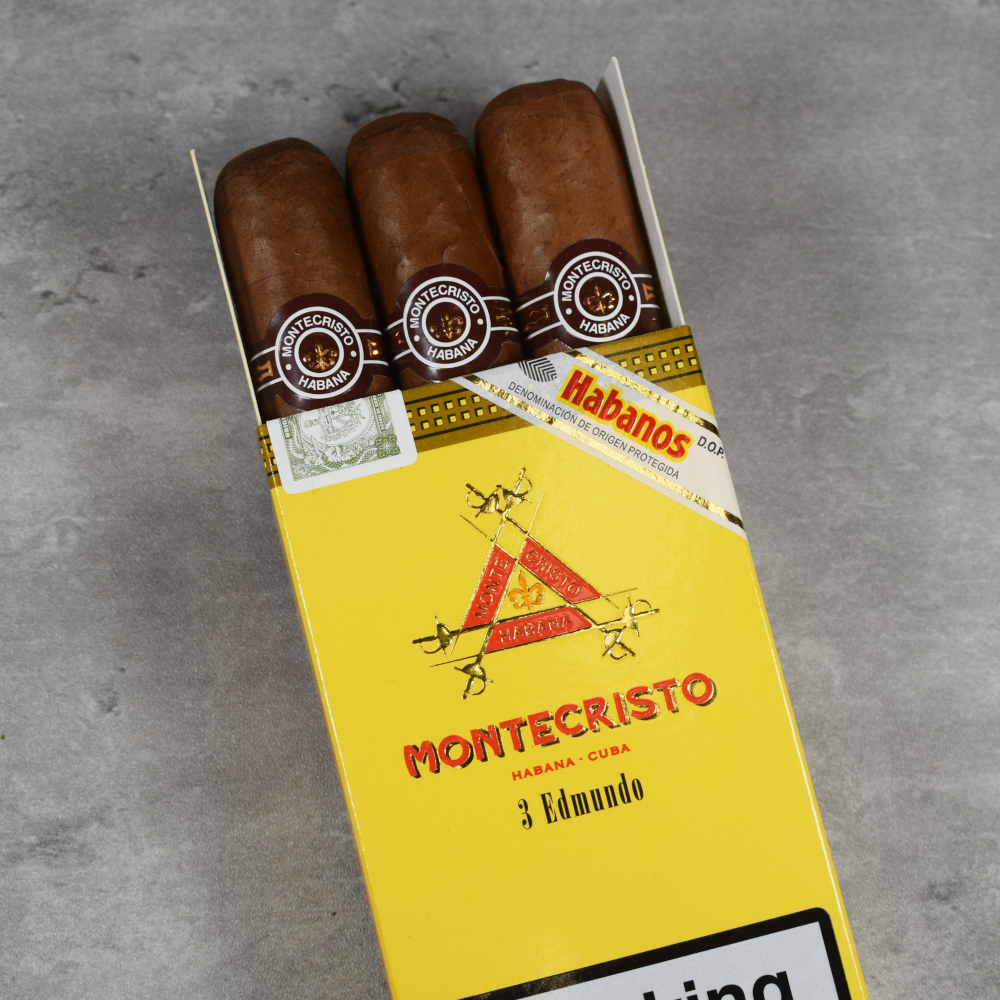 MONTECRISTO
HABANA
MONTECRISTO
HABANA
MONTECRISTO
HABANA
Habanos
D.O.P.
DENOMINACIÓN DE ORIGEN PROTEGIDA
MONTE
CRISTO
HABANA
MONTECRISTO
HABANA · CUBA
3 Edmundo